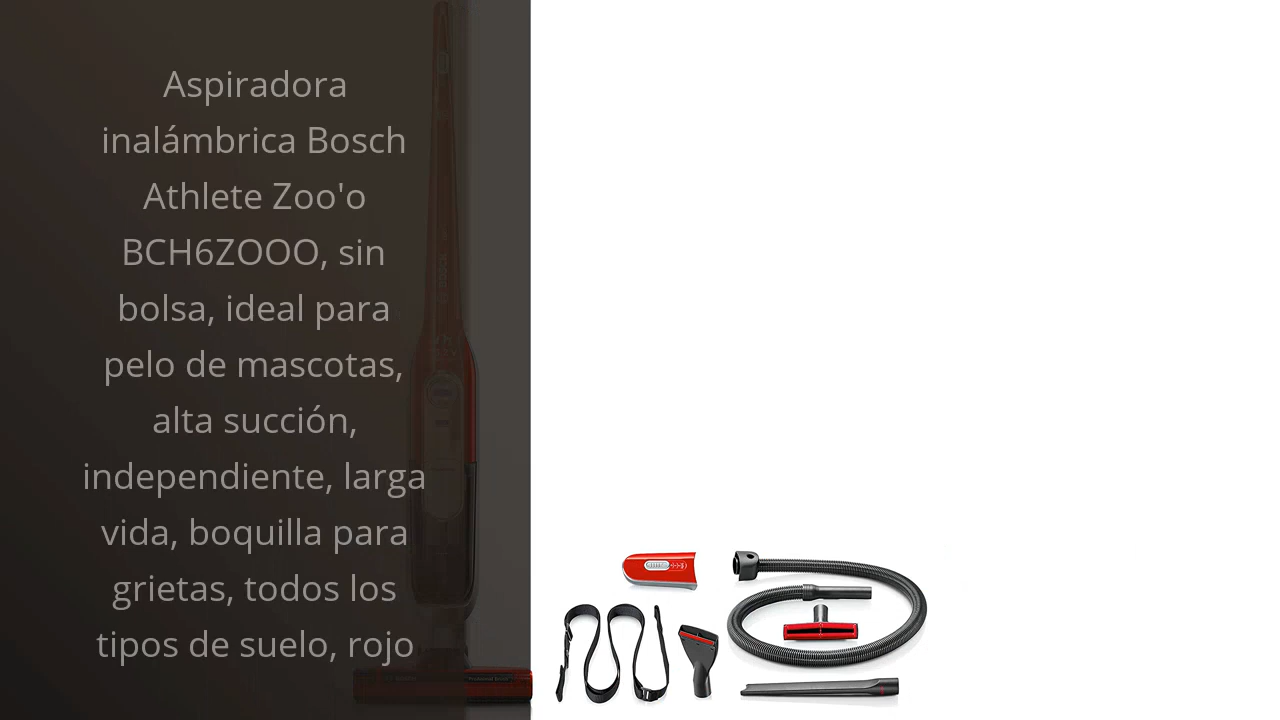 Aspiradora
inalámbrica Bosch
Athlete Zoo'o
BCH6ZOOO, sin
bolsa, ideal para
pelo de mascotas,
alta succión,
independiente, larga
vida, boquilla para
grietas, todos los
tipos de suelo, rojo